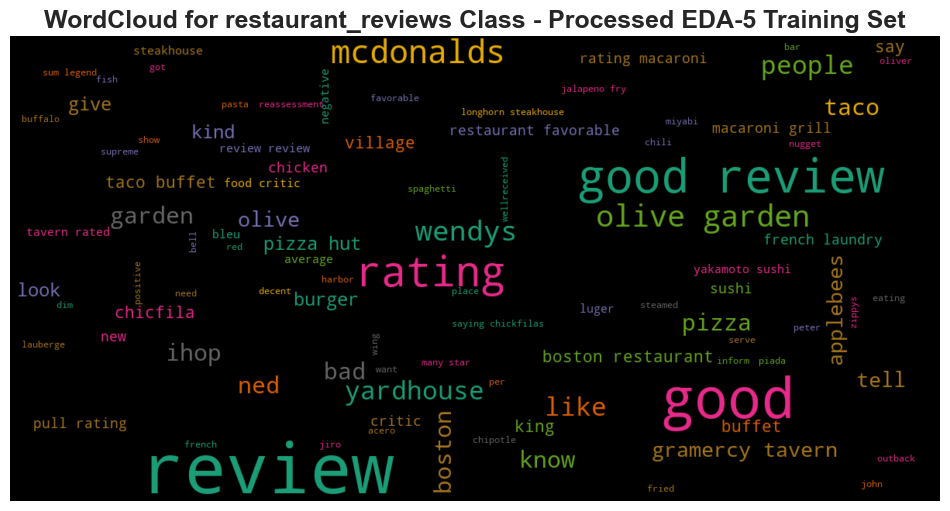 WordCloud for restaurant_reviews Class - Processed EDA-5 Training Set
steakhouse
mcdonalds
rating macaroni
bar
say
people
oliver
sum legend
got
fish
negative
favorable
jalapeno fry
give
pasta
reassessment
longhorn steakhouse
taco
buffalo
show
kind
restaurant favorable
miyabi
macaroni grill
supreme
review review
village
chili
nugget
chicken
good review
taco buffet
food critic
spaghetti
wellreceived
garden
olive
wendys
olive garden
tavern rated
bell
bleu
red
pizza hut
french laundry
average
rating
look
positive
need
decent
harbor
place
yakamoto sushi
sushi
applebees
eating
dim
burger
luger
steamed
zippys
chicfila
saying chickfilas
pizza
peter
new
lauberge
wing
serve
ihop
bad
want
many star
boston restaurant
inform
piada
ned
yardhouse
per
good
tell
like
pull rating
critic
acero
boston
king
buffet
french
jiro
chipotle
know
gramercy tavern
review
outback
fried
john